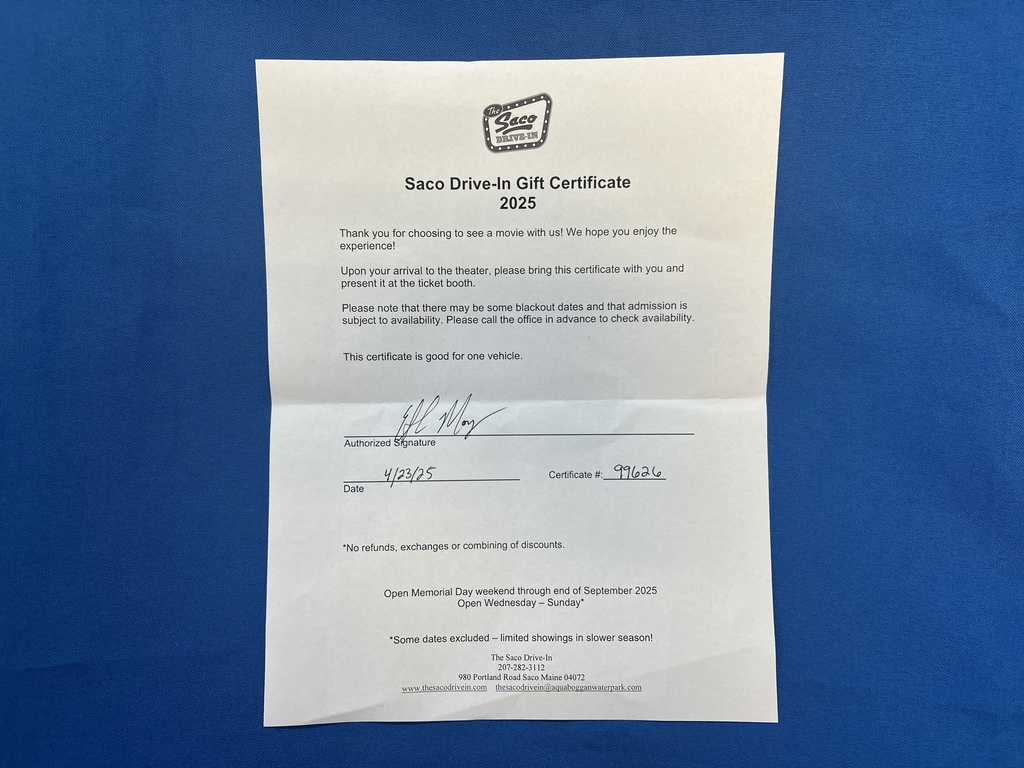 The
Saco
DRIVE-IN
Saco Drive-In Gift Certificate
2025
Thank you for choosing to see a movie with us! We hope you enjoy the
experience!
Upon your arrival to the theater, please bring this certificate with you and
present it at the ticket booth.
Please note that there may be some blackout dates and that admission is
subject to availability. Please call the office in advance to check availability.
This certificate is good for one vehicle.
Authorized Signature
4/23/25
Certificate #: 99626
Date
*No refunds, exchanges or combining of discounts.
Open Memorial Day weekend through end of September 2025
Open Wednesday – Sunday*
*Some dates excluded – limited showings in slower season!
The Saco Drive-In
207-282-3112
980 Portland Road Saco Maine 04072
www.thesacodrivein.com thesacodrivein@aquabogganwaterpark.com